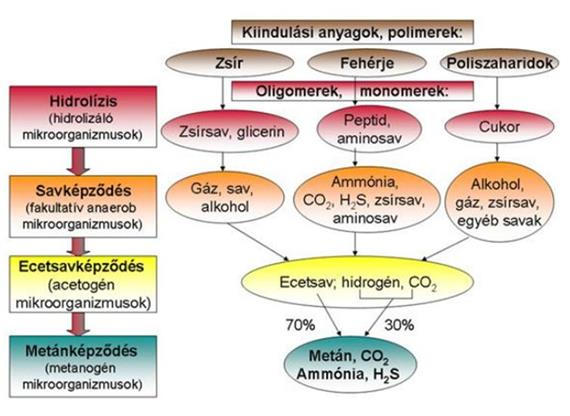 Kiindulási anyagok, polimerek:
Zsír
Fehérje
Poliszaharidok
Oligomerek, monomerek:
Hidrolízis
(hidrolizáló
mikroorganizmusok)
Zsírsav, glicerin
Peptid,
aminosav
Cukor
Savképződés
(fakultatív anaerob
mikroorganizmusok)
Gáz, sav,
alkohol
Ammónia,
CO₂, H₂S, zsírsav,
aminosav
Alkohol,
gáz, zsírsav,
egyéb savak
Ecetsavképződés
(acetogén
mikroorganizmusok)
Ecetsav; hidrogén, CO₂
70%
30%
Metánképződés
(metanogén
mikroorganizmusok)
Metán, CO₂
Ammónia, H₂S